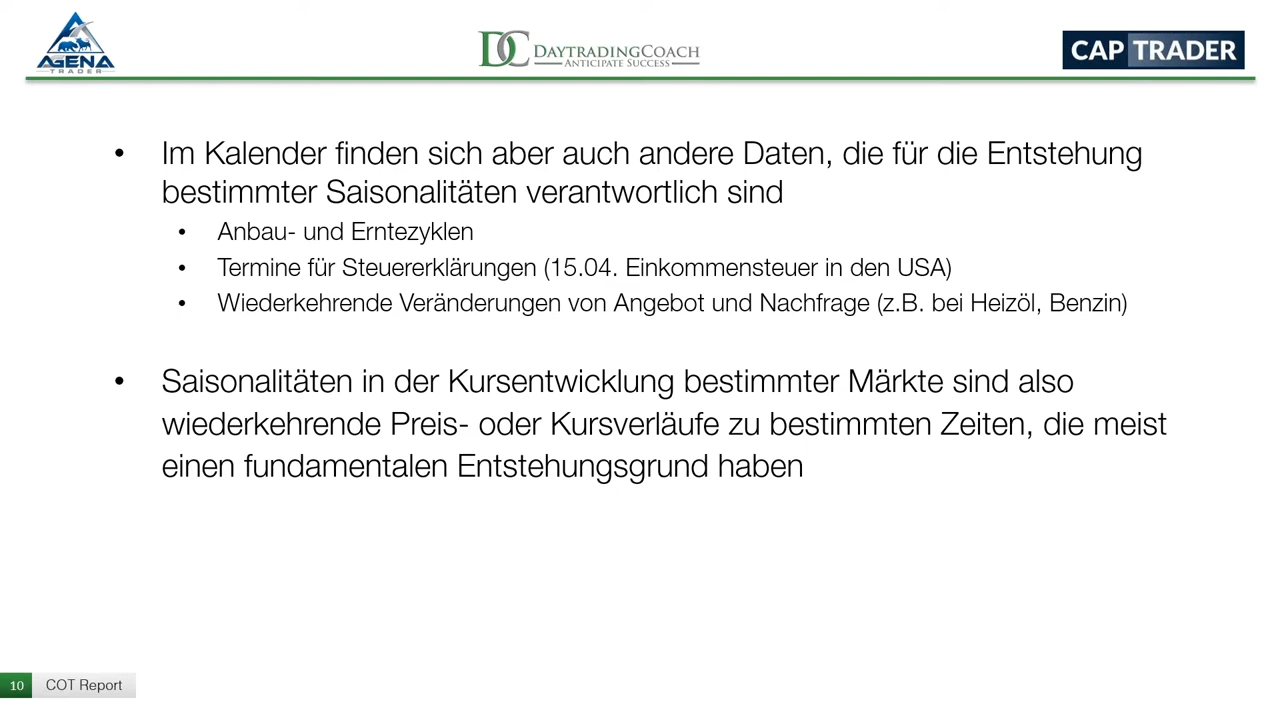 AGENA
TRADER
DC DAYTRADINGCOACH
ANTICIPATE SUCCESS
CAP TRADER
• Im Kalender finden sich aber auch andere Daten, die für die Entstehung
bestimmter Saisonalitäten verantwortlich sind
• Anbau- und Erntezyklen
• Termine für Steuererklärungen (15.04. Einkommensteuer in den USA)
• Wiederkehrende Veränderungen von Angebot und Nachfrage (z.B. bei Heizöl, Benzin)
• Saisonalitäten in der Kursentwicklung bestimmter Märkte sind also
wiederkehrende Preis- oder Kursverläufe zu bestimmten Zeiten, die meist
einen fundamentalen Entstehungsgrund haben
10 COT Report